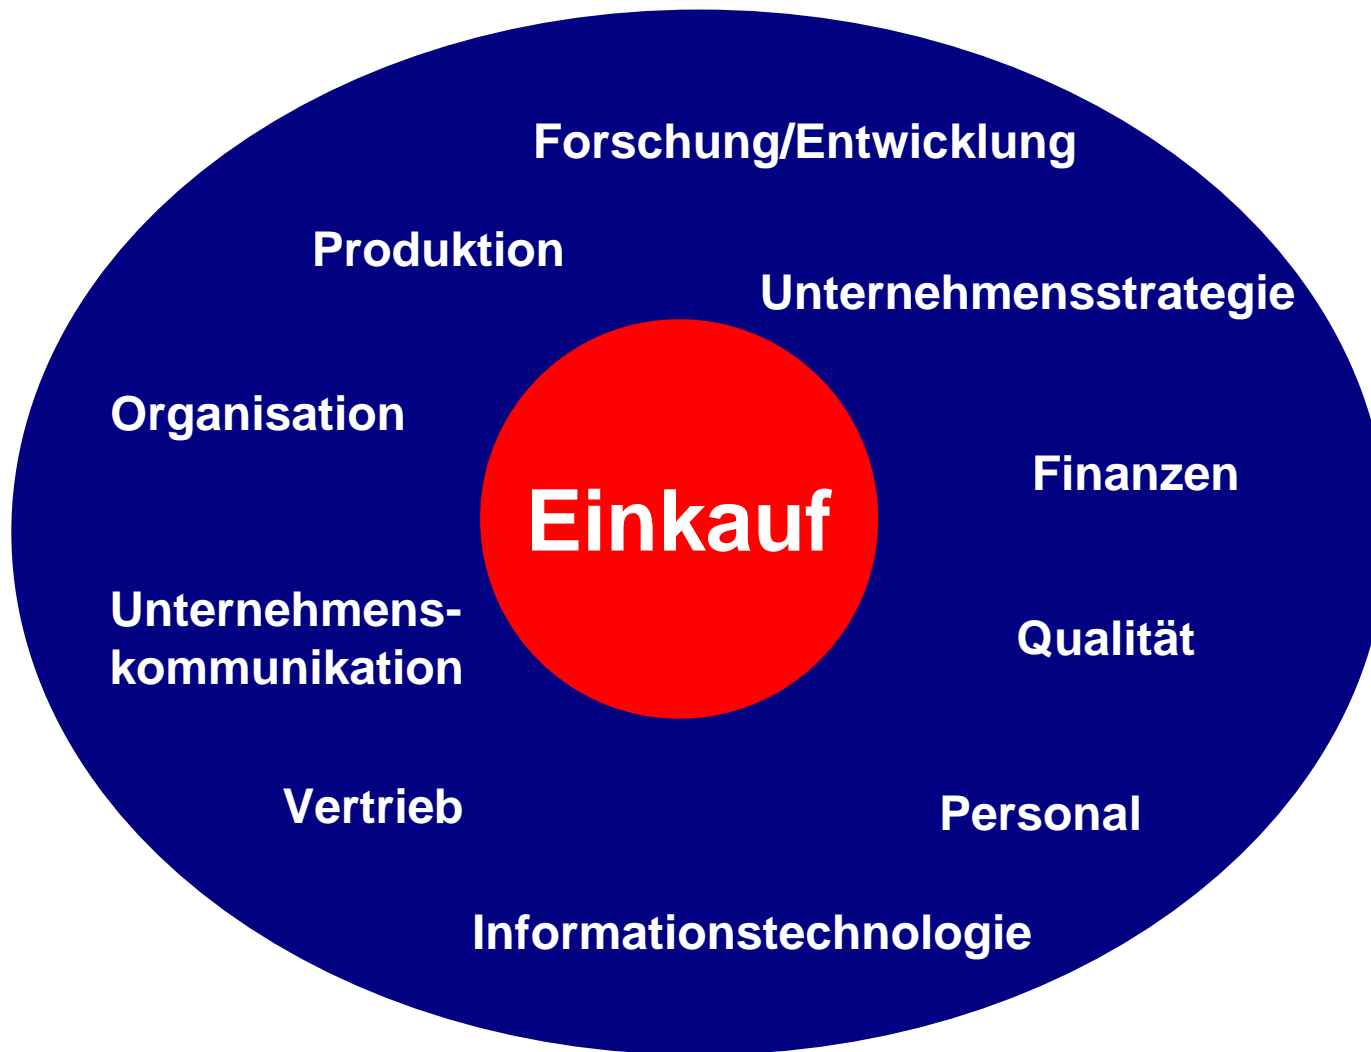 Forschung/Entwicklung
Produktion
Unternehmensstrategie
Organisation
Finanzen
Einkauf
Unternehmens-
kommunikation
Qualität
Vertrieb
Personal
Informationstechnologie